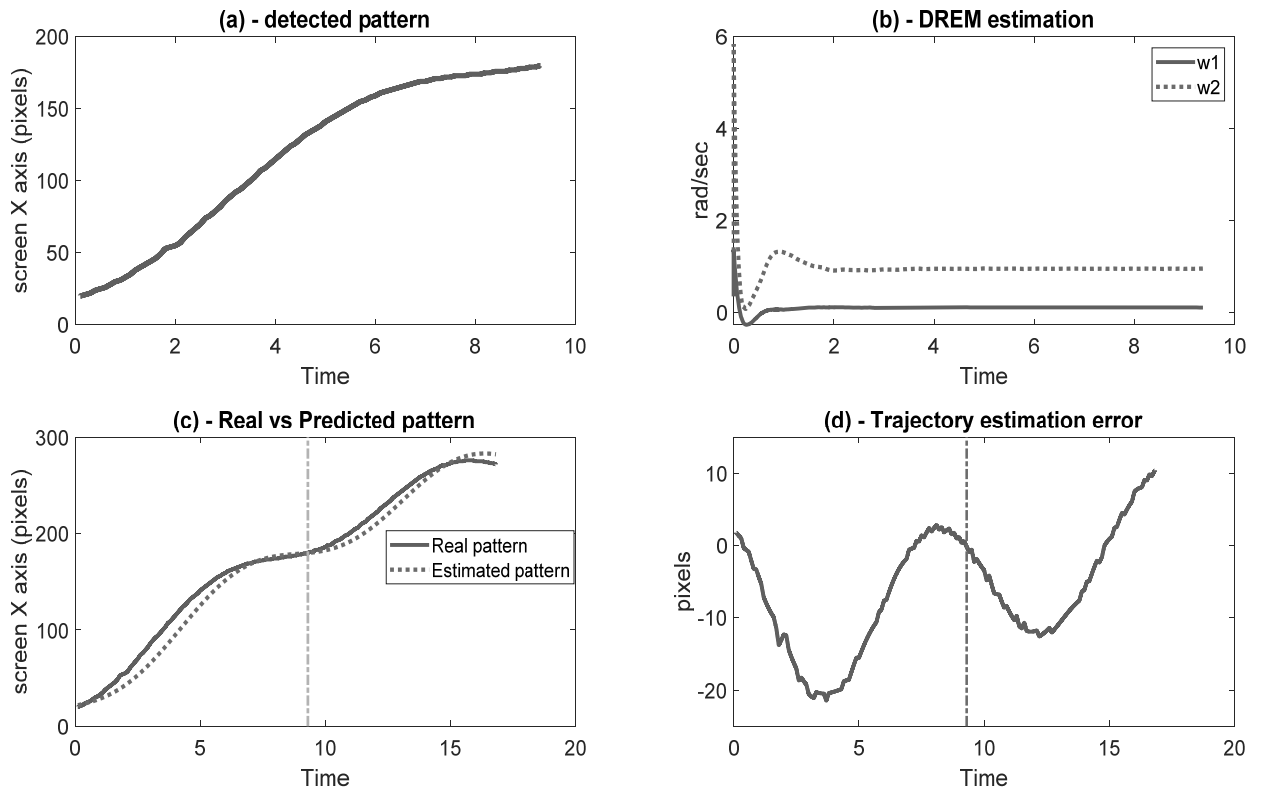 (a) - detected pattern
screen X axis (pixels)
200
150
100
50
0
0 2 4 6 8 10
Time
(b) - DREM estimation
rad/sec
6
4
2
0
w1
w2
0 2 4 6 8 10
Time
(c) - Real vs Predicted pattern
screen X axis (pixels)
300
200
100
0
Real pattern
Estimated pattern
0 5 10 15 20
Time
(d) - Trajectory estimation error
pixels
10
0
-10
-20
0 5 10 15 20
Time